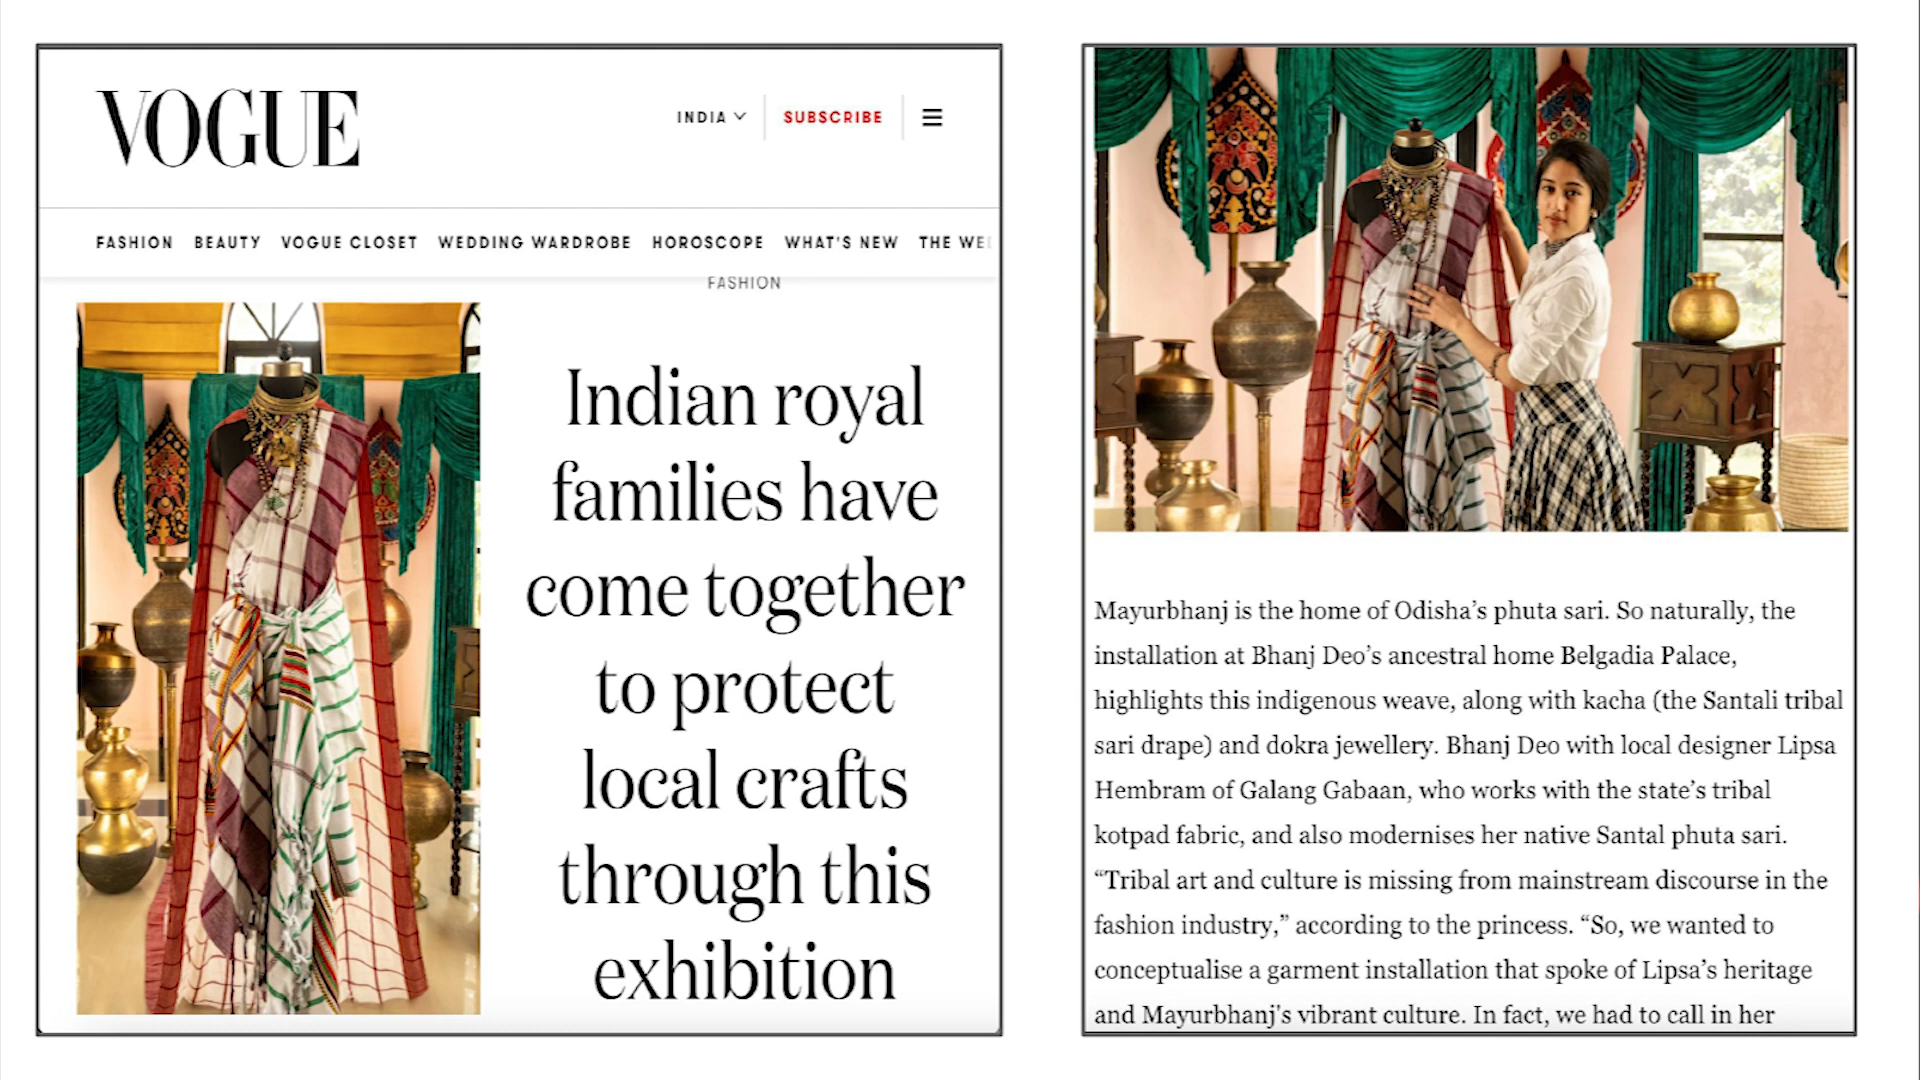 VOGUE
INDIA
SUBSCRIBE
FASHION BEAUTY VOGUE CLOSET WEDDING WARDROBE HOROSCOPE WHAT'S NEW THE
FASHION
Indian royal
families have
come together
to protect
local crafts
through this
exhibition
Mayurbhanj is the home of Odisha’s phuta sari. So naturally, the
installation at Bhanj Deo’s ancestral home Belgadia Palace,
highlights this indigenous weave, along with kacha (the Santali tribal
sari drape) and dokra jewellery. Bhanj Deo with local designer Lipsa
Hembram of Galang Gabaan, who works with the state’s tribal
kotpad fabric, and also modernises her native Santal phuta sari.
“Tribal art and culture is missing from mainstream discourse in the
fashion industry,” according to the princess. “So, we wanted to
conceptualise a garment installation that spoke of Lipsa’s heritage
and Mayurbhanj's vibrant culture. In fact, we had to call in her